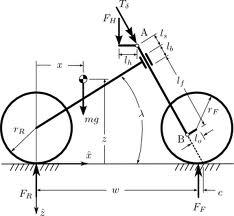 T_δ
F_H
A
l_s
l_b
l_h
x
l_f
r_F
mg
λ
r_R
z
B
l_o
x̂
w
c
F_R
F_F
ẑ